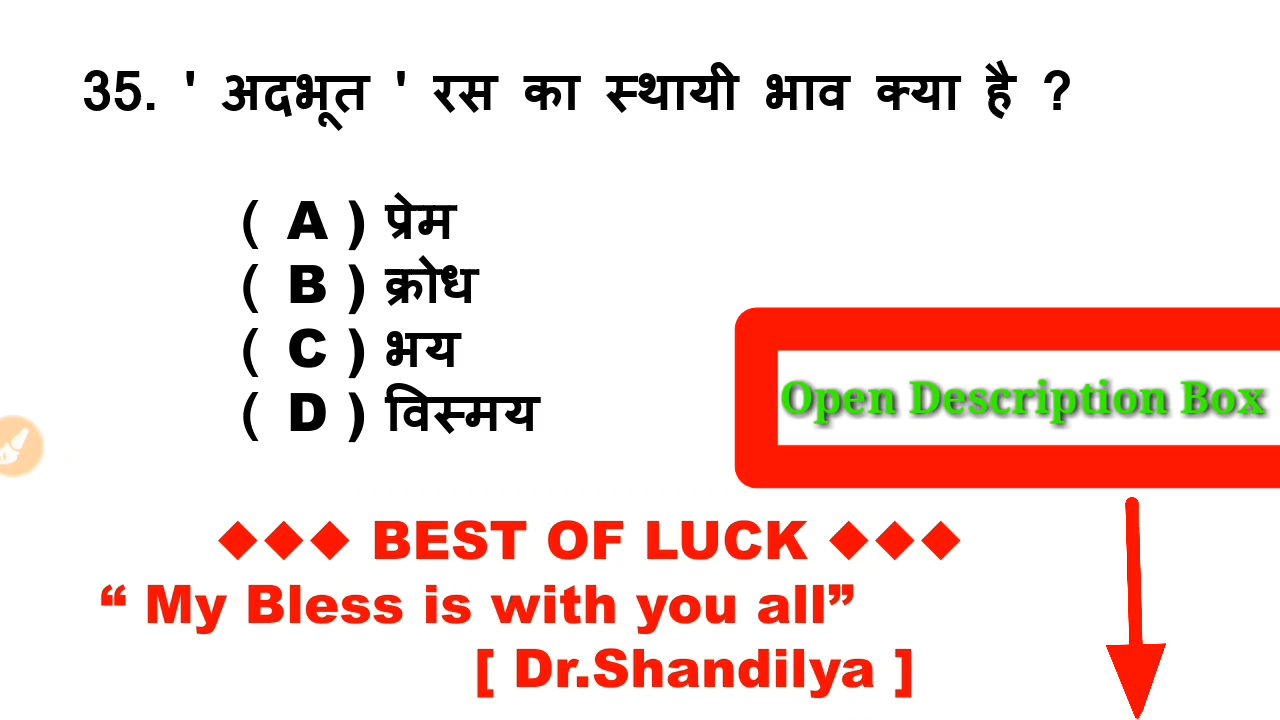 35. ' अदभूत ' रस का स्थायी भाव क्या है ?
( A ) प्रेम
( B ) क्रोध
( C ) भय
( D ) विस्मय
Open Description Box
◆◆◆ BEST OF LUCK ◆◆◆
“ My Bless is with you all”
[ Dr.Shandilya ]